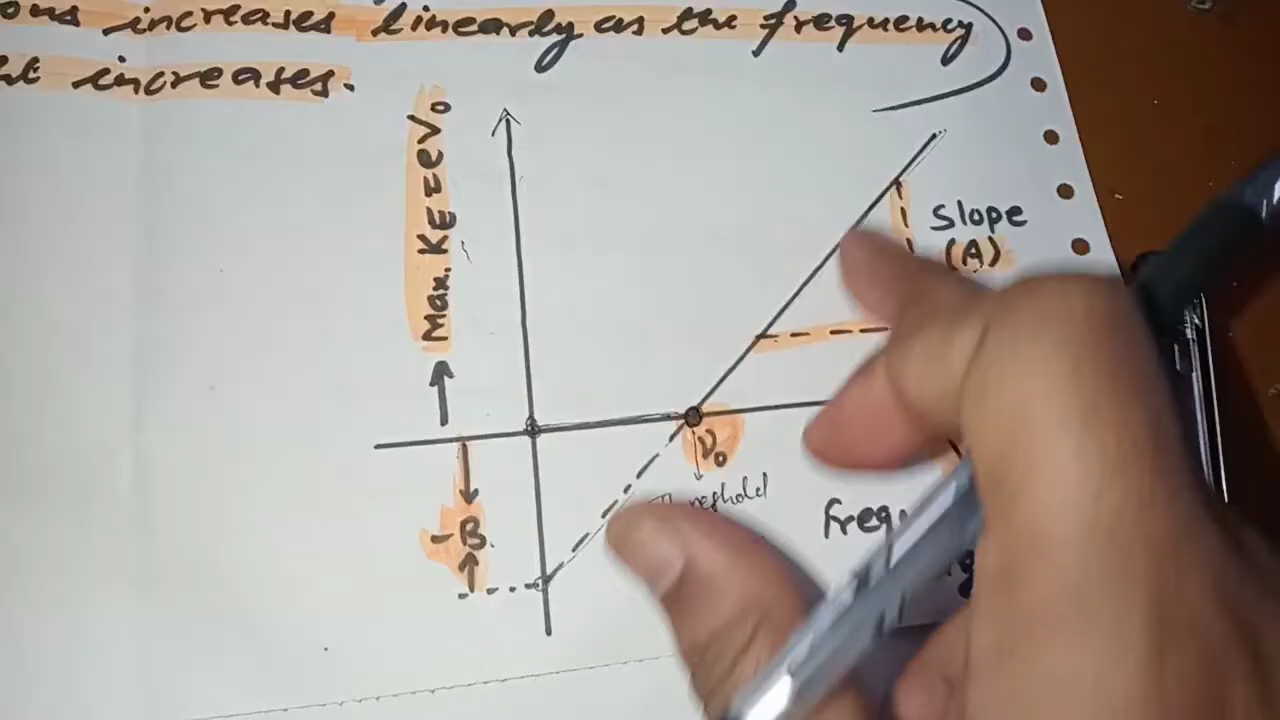 increases linearly as the frequency
increases.
Max. KE = eV₀
Slope
(A)
ν₀
-B